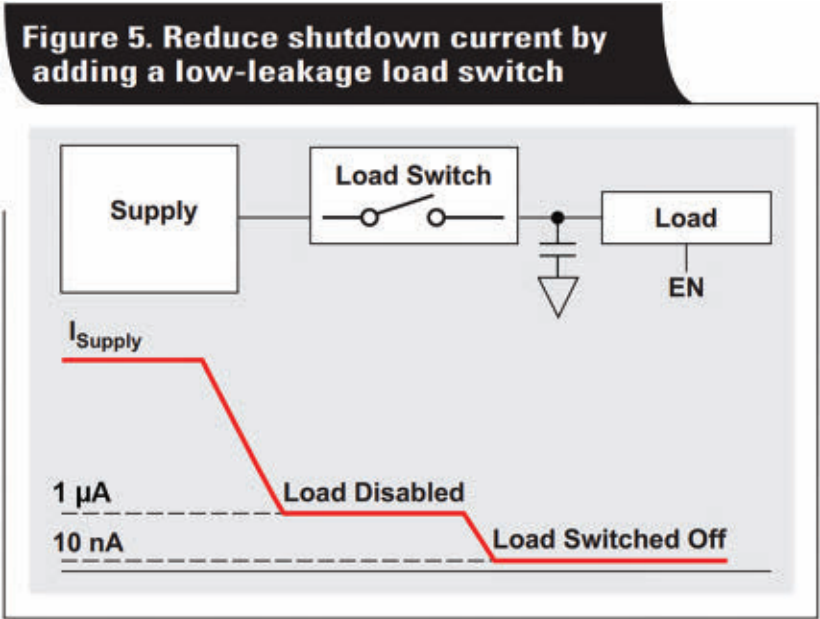 Figure 5. Reduce shutdown current by
adding a low-leakage load switch
Supply
Load Switch
Load
EN
ISupply
1 µA
Load Disabled
10 nA
Load Switched Off